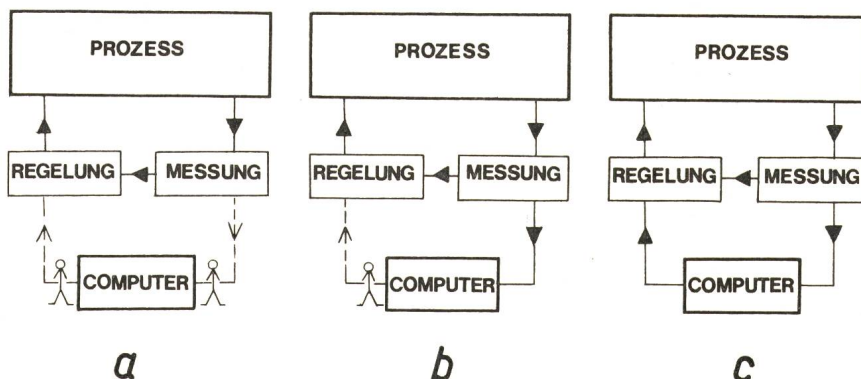 PROZESS
REGELUNG
MESSUNG
COMPUTER
a
PROZESS
REGELUNG
MESSUNG
COMPUTER
b
PROZESS
REGELUNG
MESSUNG
COMPUTER
c